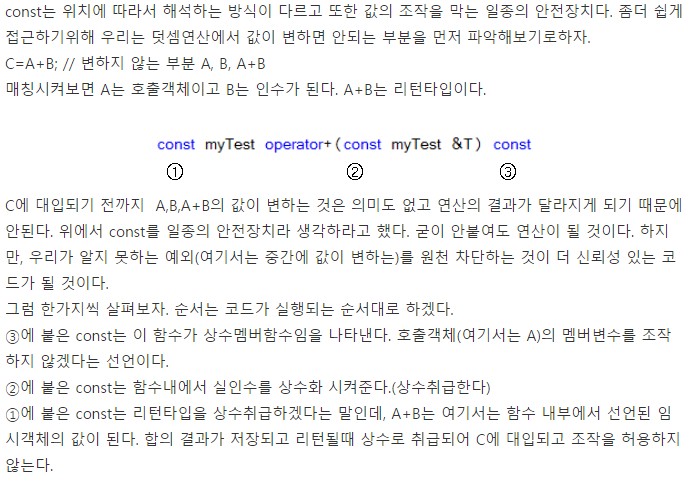 const는 위치에 따라서 해석하는 방식이 다르고 또한 값의 조작을 막는 일종의 안전장치다. 좀더 쉽게
접근하기위해 우리는 덧셈연산에서 값이 변하면 안되는 부분을 먼저 파악해보기로하자.
C=A+B; // 변하지 않는 부분 A, B, A+B
매칭시켜보면 A는 호출객체이고 B는 인수가 된다. A+B는 리턴타입이다.
const myTest operator+(const myTest &T) const
① ② ③
C에 대입되기 전까지 A,B,A+B의 값이 변하는 것은 의미도 없고 연산의 결과가 달라지게 되기 때문에
안된다. 위에서 const를 일종의 안전장치라 생각하라고 했다. 굳이 안붙여도 연산이 될 것이다. 하지
만, 우리가 알지 못하는 예외(여기서는 중간에 값이 변하는)를 원천 차단하는 것이 더 신뢰성 있는 코
드가 될 것이다.
그럼 한가지씩 살펴보자. 순서는 코드가 실행되는 순서대로 하겠다.
③에 붙은 const는 이 함수가 상수멤버함수임을 나타낸다. 호출객체(여기서는 A)의 멤버변수를 조작
하지 않겠다는 선언이다.
②에 붙은 const는 함수내에서 실인수를 상수화 시켜준다.(상수취급한다)
①에 붙은 const는 리턴타입을 상수취급하겠다는 말인데, A+B는 여기서는 함수 내부에서 선언된 임
시객체의 값이 된다. 합의 결과가 저장되고 리턴될때 상수로 취급되어 C에 대입되고 조작을 허용하지
않는다.